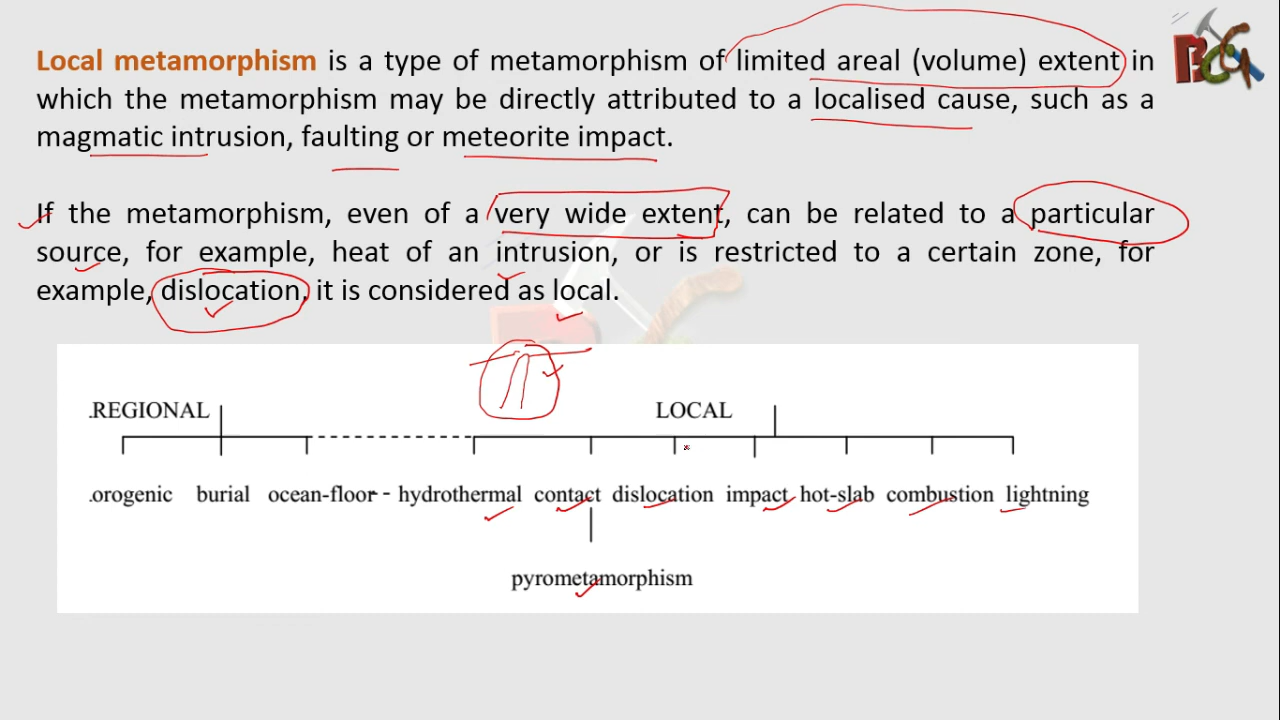 Local metamorphism is a type of metamorphism of limited areal (volume) extent in
which the metamorphism may be directly attributed to a localised cause, such as a
magmatic intrusion, faulting or meteorite impact.
If the metamorphism, even of a very wide extent, can be related to a particular
source, for example, heat of an intrusion, or is restricted to a certain zone, for
example, dislocation, it is considered as local.
.REGIONAL LOCAL
.orogenic burial ocean-floor - hydrothermal contact dislocation impact hot-slab combustion lightning
pyrometamorphism